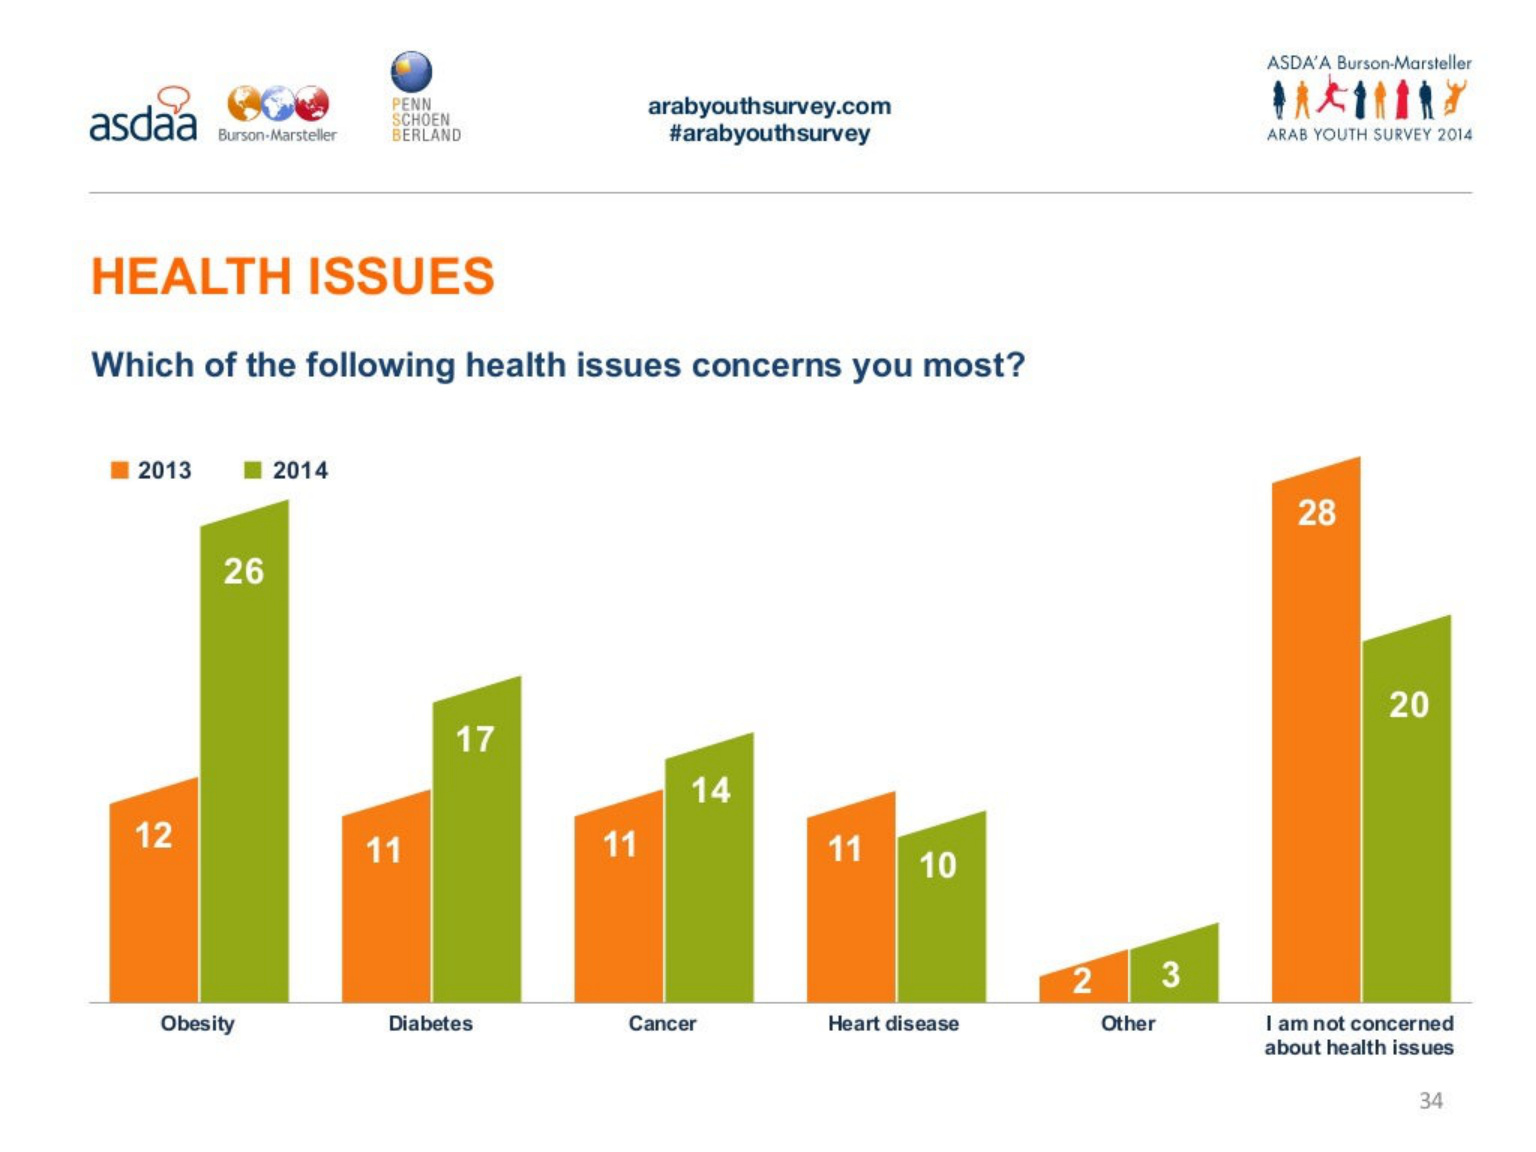 asdaa
Burson-Marsteller
PENN
SCHOEN
BERLAND
arabyouthsurvey.com
#arabyouthsurvey
ASDA'A Burson-Marsteller
ARAB YOUTH SURVEY 2014
HEALTH ISSUES
Which of the following health issues concerns you most?
2013 2014
12 26
11 17
11 14
11 10
2 3
28 20
Obesity
Diabetes
Cancer
Heart disease
Other
I am not concerned
about health issues
34